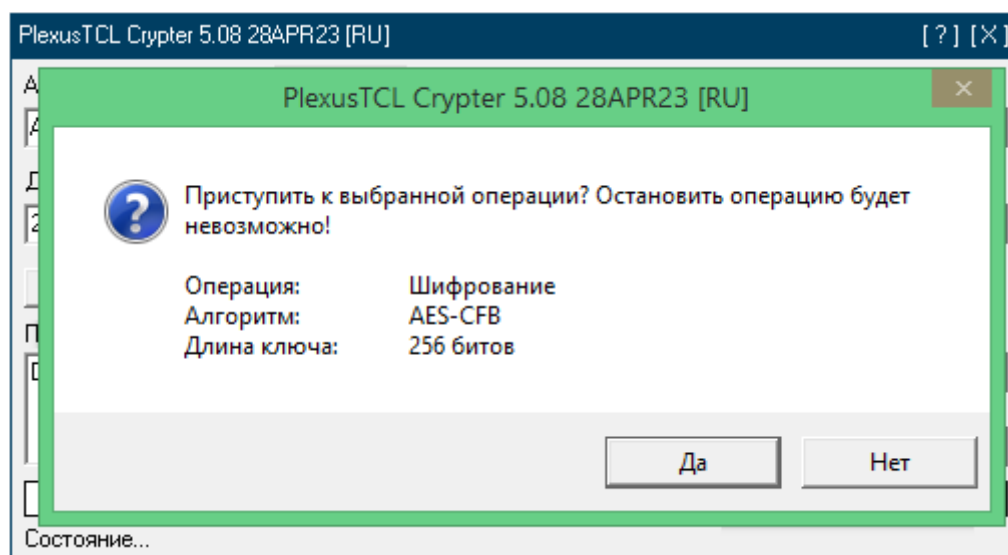 PlexusTCL Crypter 5.08 28APR23 [RU] [?] [X]
PlexusTCL Crypter 5.08 28APR23 [RU]
Приступить к выбранной операции? Остановить операцию будет
невозможно!
Операция: Шифрование
Алгоритм: AES-CFB
Длина ключа: 256 битов
Да Нет
Состояние...